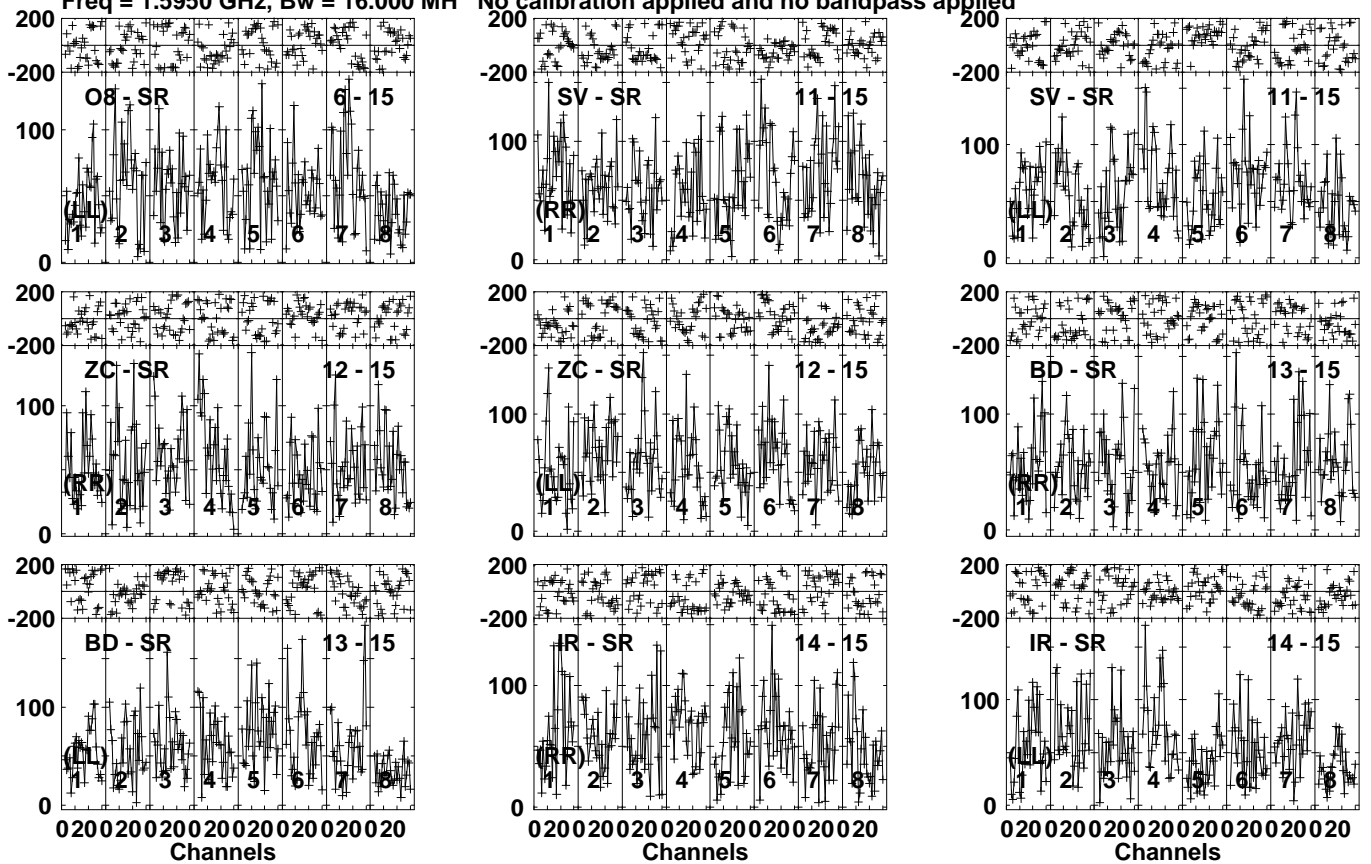 Freq = 1.5950 GHz, Bw = 16.000 MH No calibration applied and no bandpass applied
200 200 200
-200 -200 -200
O8 - SR 6 - 15 SV - SR 11 - 15 SV - SR 11 - 15
100 100 100
(LL) (RR) (LL)
1 2 3 4 5 6 7 8 1 2 3 4 5 6 7 8 1 2 3 4 5 6 7 8
0 0 0
200 200 200
-200 -200 -200
ZC - SR 12 - 15 ZC - SR 12 - 15 BD - SR 13 - 15
100 100 100
(RR) (LL) (RR)
1 2 3 4 5 6 7 8 1 2 3 4 5 6 7 8 1 2 3 4 5 6 7 8
0 0 0
200 200 200
-200 -200 -200
BD - SR 13 - 15 IR - SR 14 - 15 IR - SR 14 - 15
100 100 100
(LL) (RR) (LL)
1 2 3 4 5 6 7 8 1 2 3 4 5 6 7 8 1 2 3 4 5 6 7 8
0 0 0
0 20 0 20 0 20 0 20 0 20 0 20 0 20 0 20 0 20 0 20 0 20 0 20 0 20 0 20 0 20 0 20 0 20 0 20 0 20 0 20 0 20 0 20 0 20 0 20
Channels Channels Channels